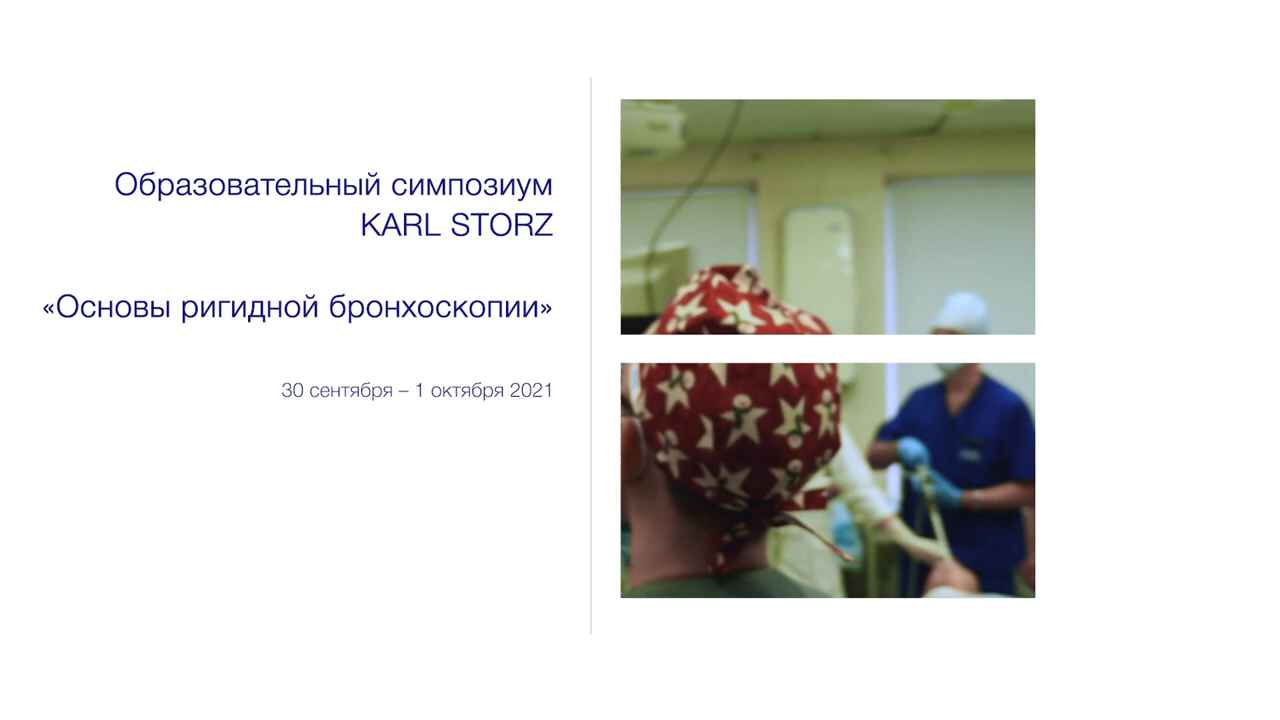 Образовательный симпозиум
KARL STORZ
«Основы ригидной бронхоскопии»
30 сентября – 1 октября 2021